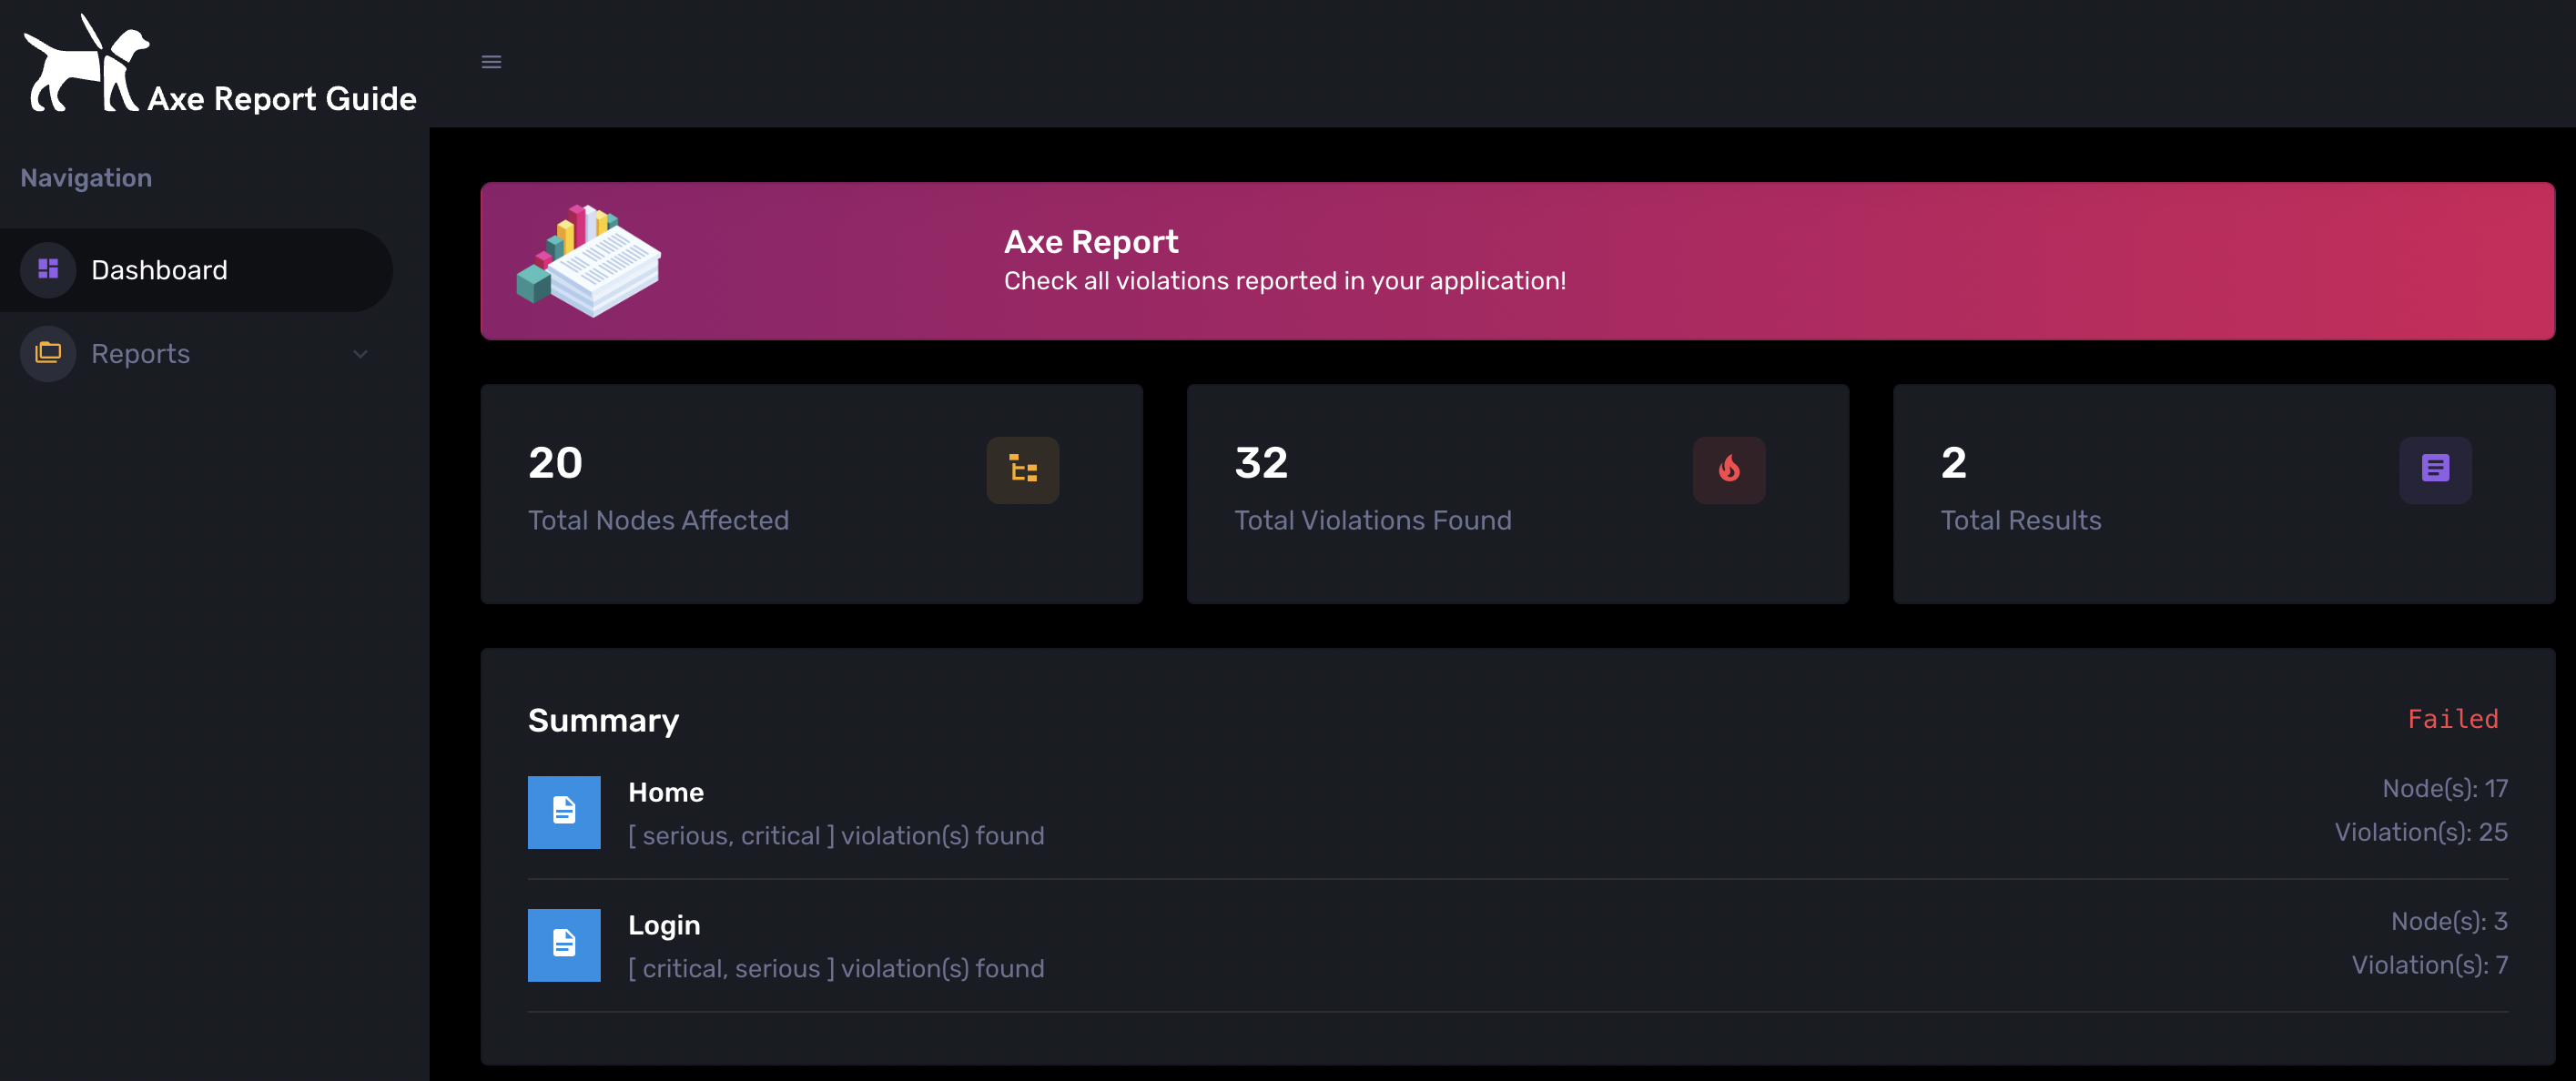 Axe Report Guide
Navigation
Dashboard
Reports
Axe Report
Check all violations reported in your application!
20
Total Nodes Affected
32
Total Violations Found
2
Total Results
Summary
Failed
Home
[ serious, critical ] violation(s) found
Node(s): 17
Violation(s): 25
Login
[ critical, serious ] violation(s) found
Node(s): 3
Violation(s): 7